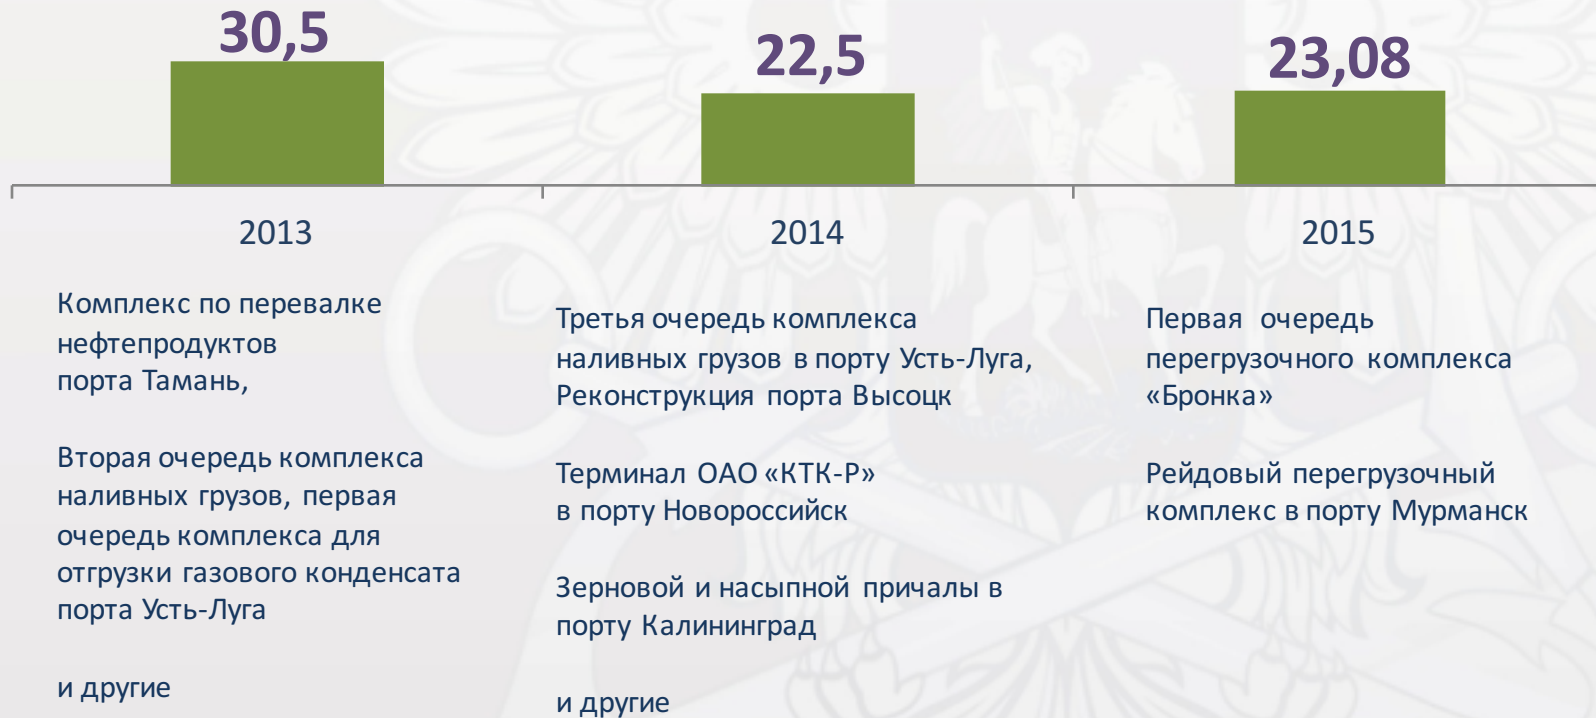 30,5
22,5
23,08
2013
2014
2015
Комплекс по перевалке
нефтепродуктов
порта Тамань,
Вторая очередь комплекса
наливных грузов, первая
очередь комплекса для
отгрузки газового конденсата
порта Усть-Луга
и другие
Третья очередь комплекса
наливных грузов в порту Усть-Луга,
Реконструкция порта Высоцк
Терминал ОАО «КТК-Р»
в порту Новороссийск
Зерновой и насыпной причалы в
порту Калининград
и другие
Первая очередь
перегрузочного комплекса
«Бронка»
Рейдовый перегрузочный
комплекс в порту Мурманск